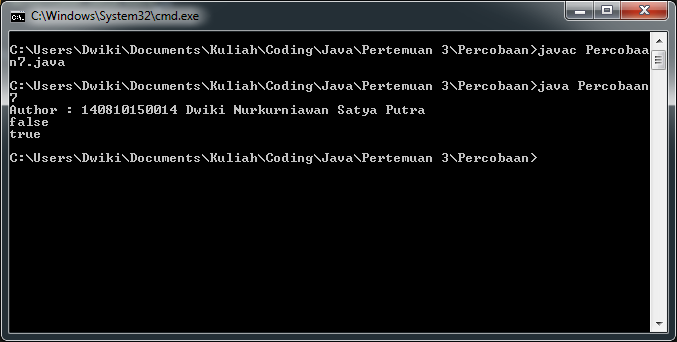 C:\Windows\System32\cmd.exe
C:\Users\Dwiki\Documents\Kuliah\Coding\Java\Pertemuan 3\Percobaan>javac Percobaa
n7.java
C:\Users\Dwiki\Documents\Kuliah\Coding\Java\Pertemuan 3\Percobaan>java Percobaan
7
Author : 140810150014 Dwiki Nurkurniawan Satya Putra
false
true
C:\Users\Dwiki\Documents\Kuliah\Coding\Java\Pertemuan 3\Percobaan>